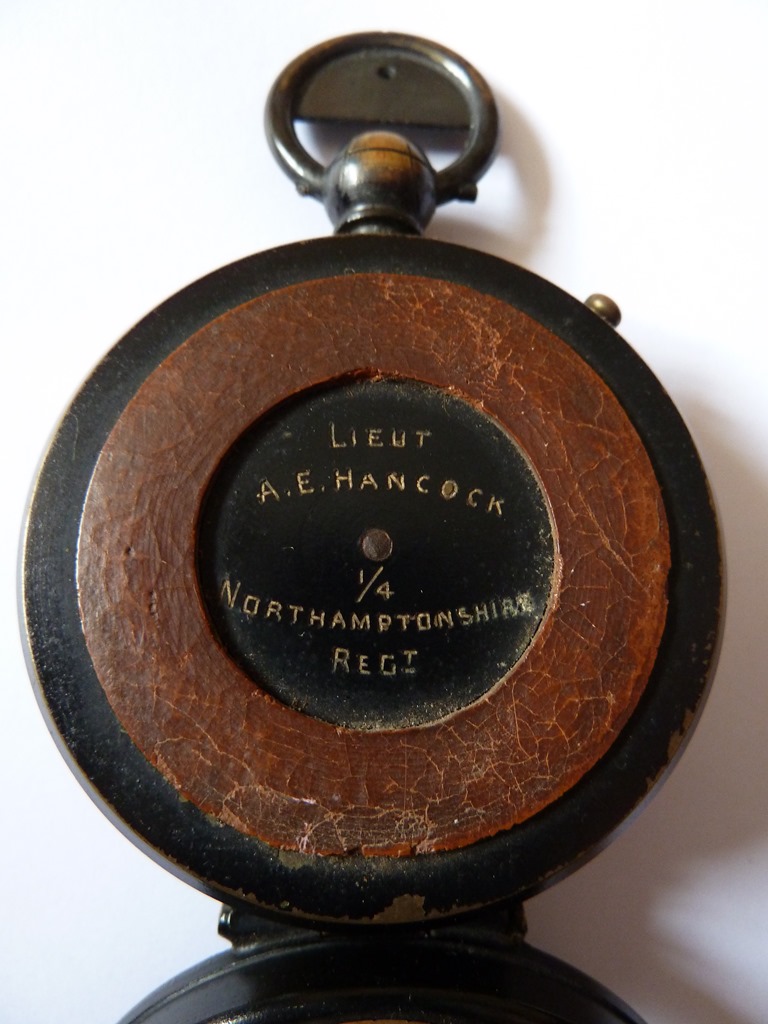 LIEUT
A.E. HANCOCK
1/4
NORTHAMPTONSHIRE
REGT